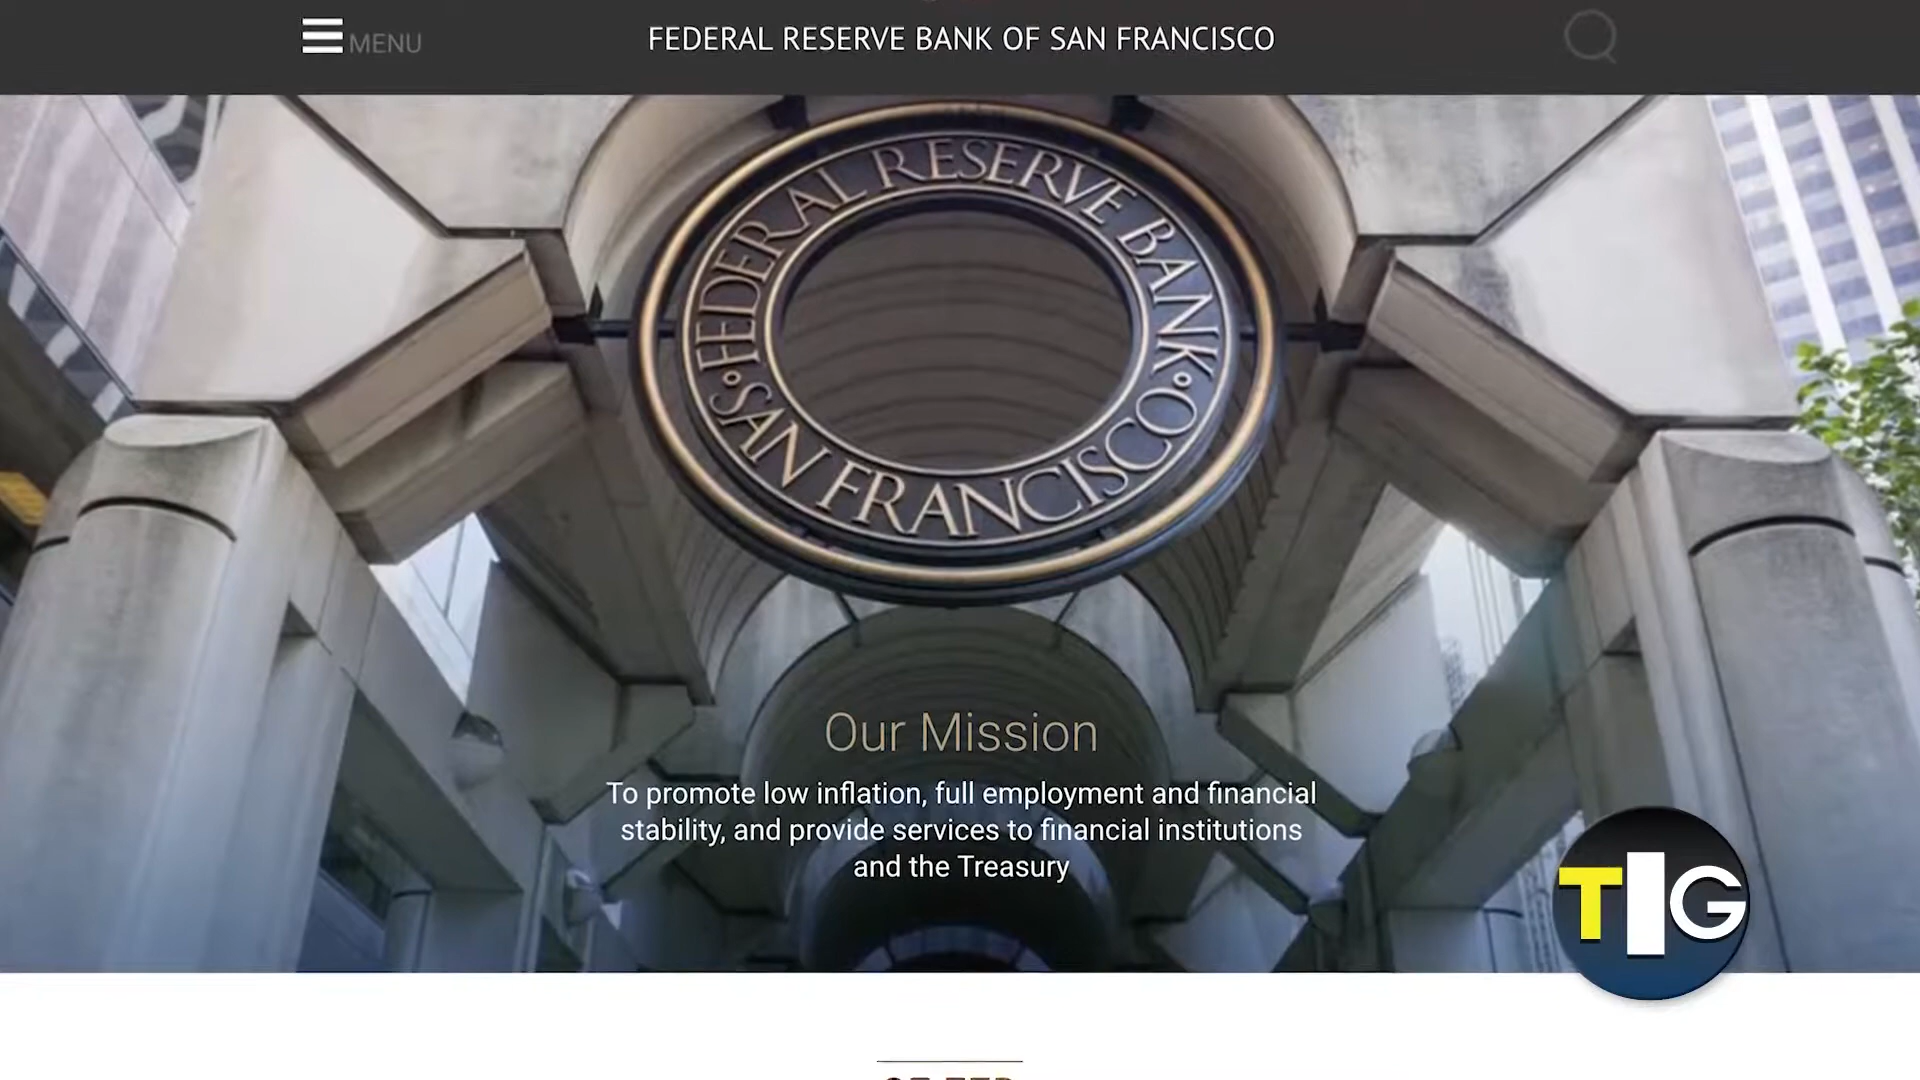 MENU
FEDERAL RESERVE BANK OF SAN FRANCISCO
FEDERAL RESERVE BANK
SAN FRANCISCO
Our Mission
To promote low inflation, full employment and financial
stability, and provide services to financial institutions
and the Treasury
TIG